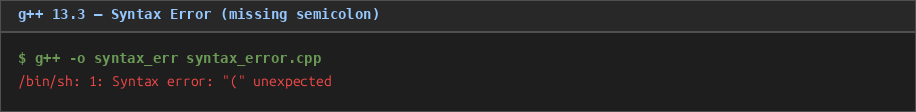 g++ 13.3 — Syntax Error (missing semicolon)
$ g++ -o syntax_err syntax_error.cpp
/bin/sh: 1: Syntax error: "(" unexpected